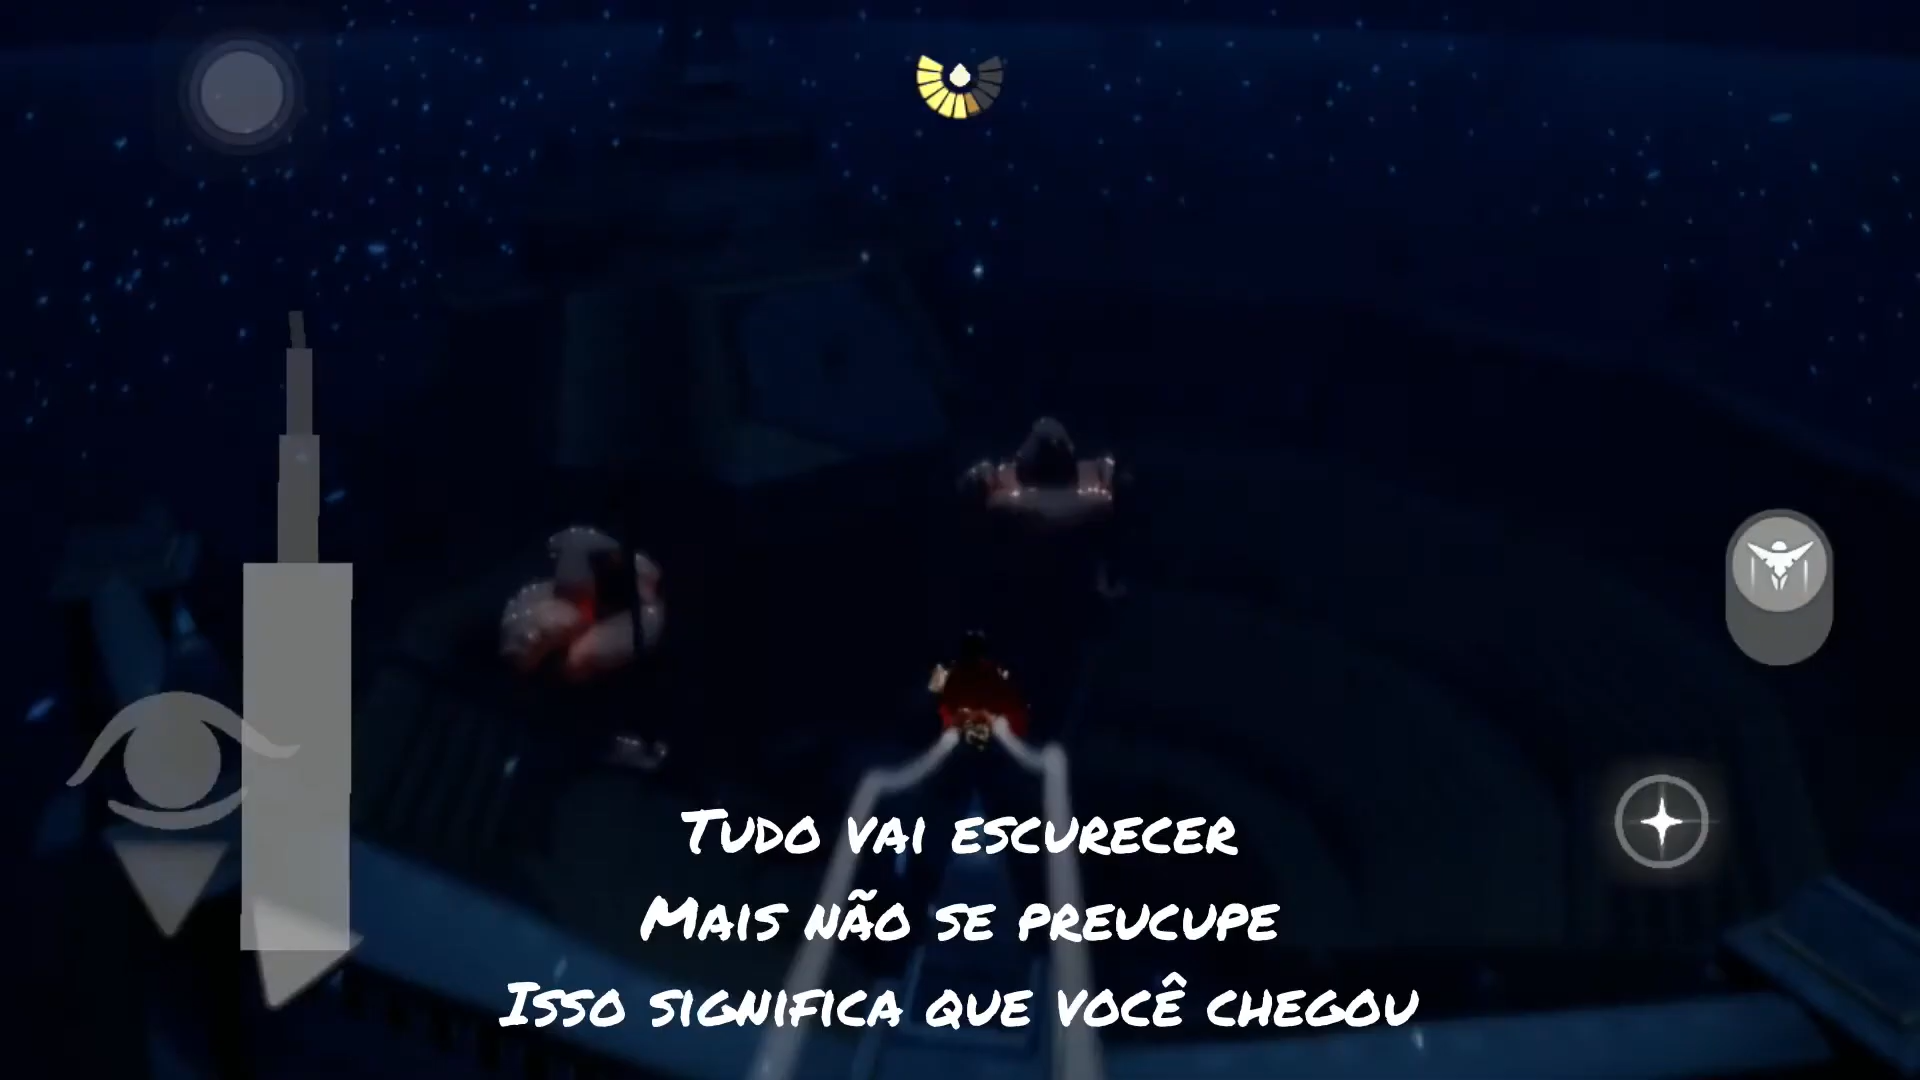 Tudo vai escurecer
Mais não se preucupe
Isso significa que você chegou